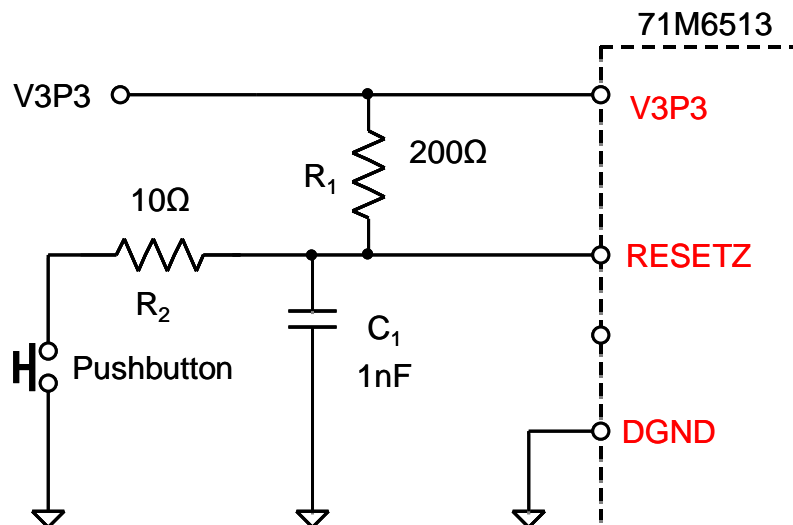 71M6513
V3P3
V3P3
200Ω
R1
10Ω
RESETZ
R2
C1
Pushbutton
1nF
DGND